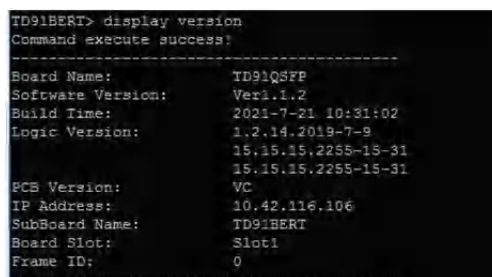 TD91BERT> display version
Command execute success!
--------------------------------------------
Board Name: TD91QSFP
Software Version: Ver1.1.2
Build Time: 2021-7-21 10:31:02
Logic Version: 1.2.14.2019-7-9
15.15.15.2255-15-31
15.15.15.2255-15-31
PCB Version: VC
IP Address: 10.42.116.106
SubBoard Name: TD91BERT
Board Slot: Slot1
Frame ID: 0